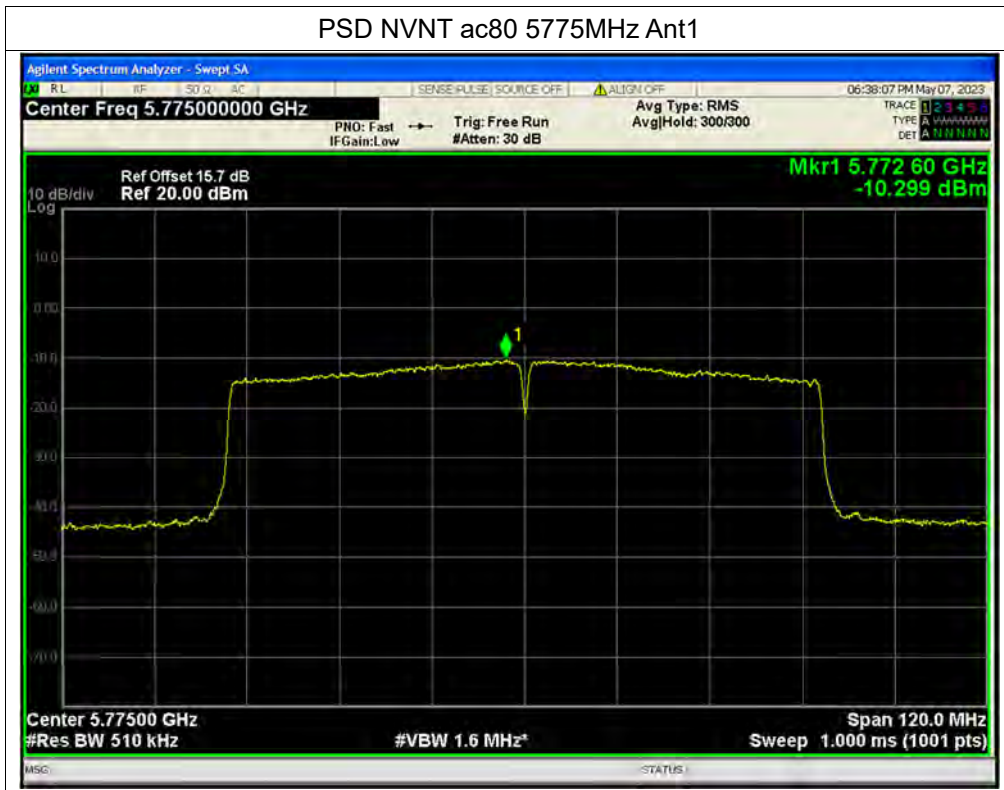 PSD NVNT ac80 5775MHz Ant1
Agilent Spectrum Analyzer - Swept SA
RL RF 50 Ω AC SENSE:PULSE SOURCE OFF ALIGN OFF 06:38:07 PM May 07, 2023
Center Freq 5.775000000 GHz
PNO: Fast
IFGain:Low
Trig: Free Run
#Atten: 30 dB
Avg Type: RMS
Avg|Hold: 300/300
TRACE 1 2 3 4 5 6
TYPE A
DET A N N N N N
Mkr1 5.772 60 GHz
-10.299 dBm
Ref Offset 15.7 dB
10 dB/div Ref 20.00 dBm
Log
10.0
0.00
1
-10.0
-20.0
-30.0
-40.0
-50.0
-60.0
-70.0
Center 5.77500 GHz Span 120.0 MHz
#Res BW 510 kHz #VBW 1.6 MHz* Sweep 1.000 ms (1001 pts)
MSG STATUS